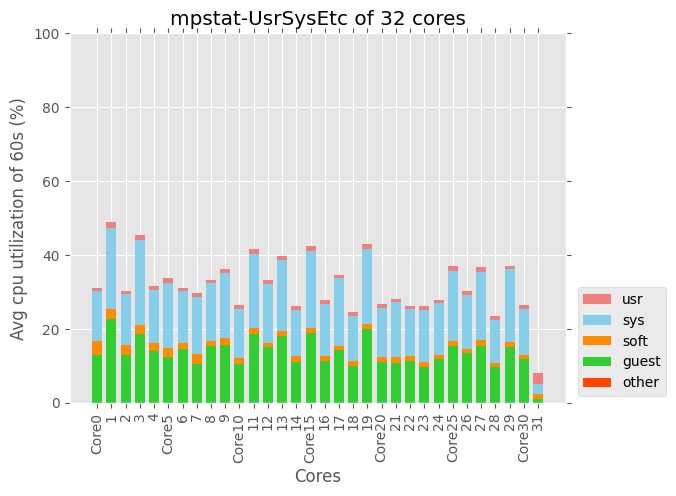 mpstat-UsrSysEtc of 32 cores
Avg cpu utilization of 60s (%)
100
80
60
40
20
0
Core0
1
2
3
4
Core5
6
7
8
9
Core10
11
12
13
14
Core15
16
17
18
19
Core20
21
22
23
24
Core25
26
27
28
29
Core30
31
Cores
usr
sys
soft
guest
other